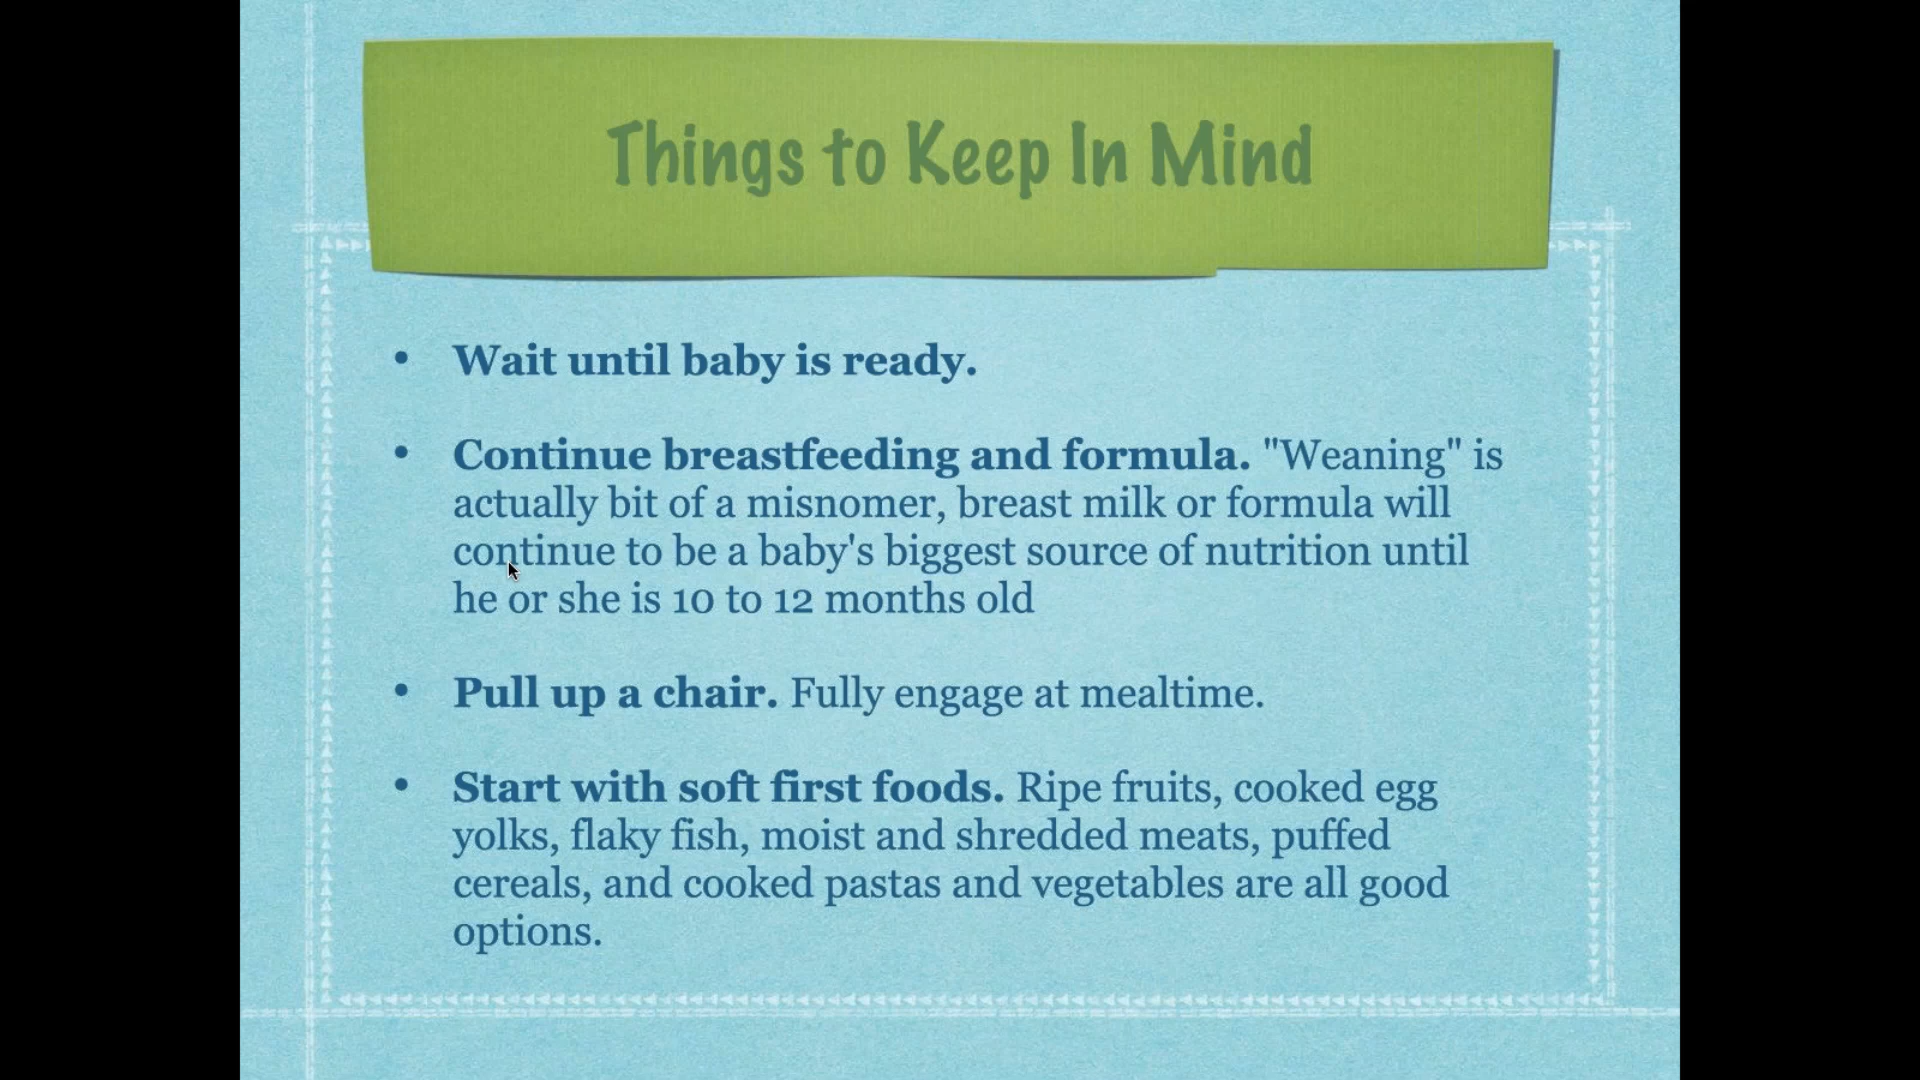 Things to Keep In Mind
• Wait until baby is ready.
• Continue breastfeeding and formula. "Weaning" is
actually bit of a misnomer, breast milk or formula will
continue to be a baby's biggest source of nutrition until
he or she is 10 to 12 months old
• Pull up a chair. Fully engage at mealtime.
• Start with soft first foods. Ripe fruits, cooked egg
yolks, flaky fish, moist and shredded meats, puffed
cereals, and cooked pastas and vegetables are all good
options.